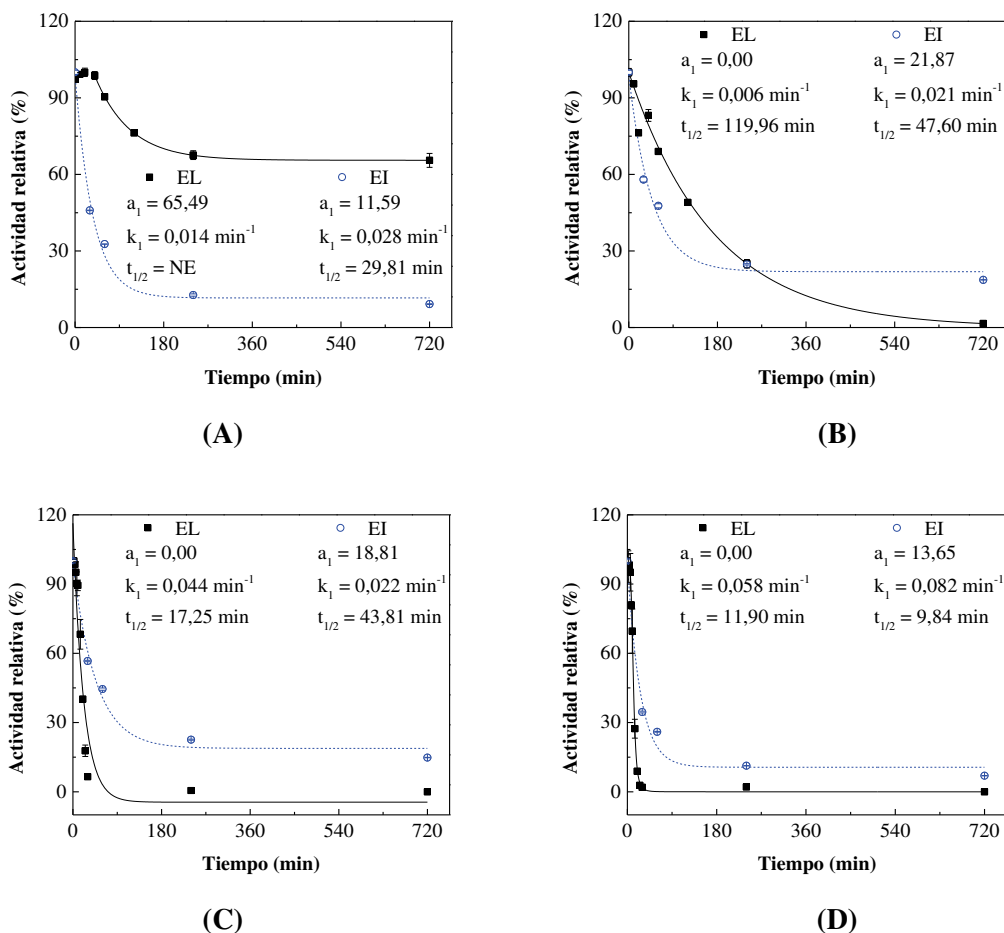 120
90
60
30
0
Actividad relativa (%)
EL EI
a1 = 65,49 a1 = 11,59
k1 = 0,014 min-1 k1 = 0,028 min-1
t1/2 = NE t1/2 = 29,81 min
0 180 360 540 720
Tiempo (min)
(A)
120
90
60
30
0
Actividad relativa (%)
EL EI
a1 = 0,00 a1 = 21,87
k1 = 0,006 min-1 k1 = 0,021 min-1
t1/2 = 119,96 min t1/2 = 47,60 min
0 180 360 540 720
Tiempo (min)
(B)
120
90
60
30
0
Actividad relativa (%)
EL EI
a1 = 0,00 a1 = 18,81
k1 = 0,044 min-1 k1 = 0,022 min-1
t1/2 = 17,25 min t1/2 = 43,81 min
0 180 360 540 720
Tiempo (min)
(C)
120
90
60
30
0
Actividad relativa (%)
EL EI
a1 = 0,00 a1 = 13,65
k1 = 0,058 min-1 k1 = 0,082 min-1
t1/2 = 11,90 min t1/2 = 9,84 min
0 180 360 540 720
Tiempo (min)
(D)